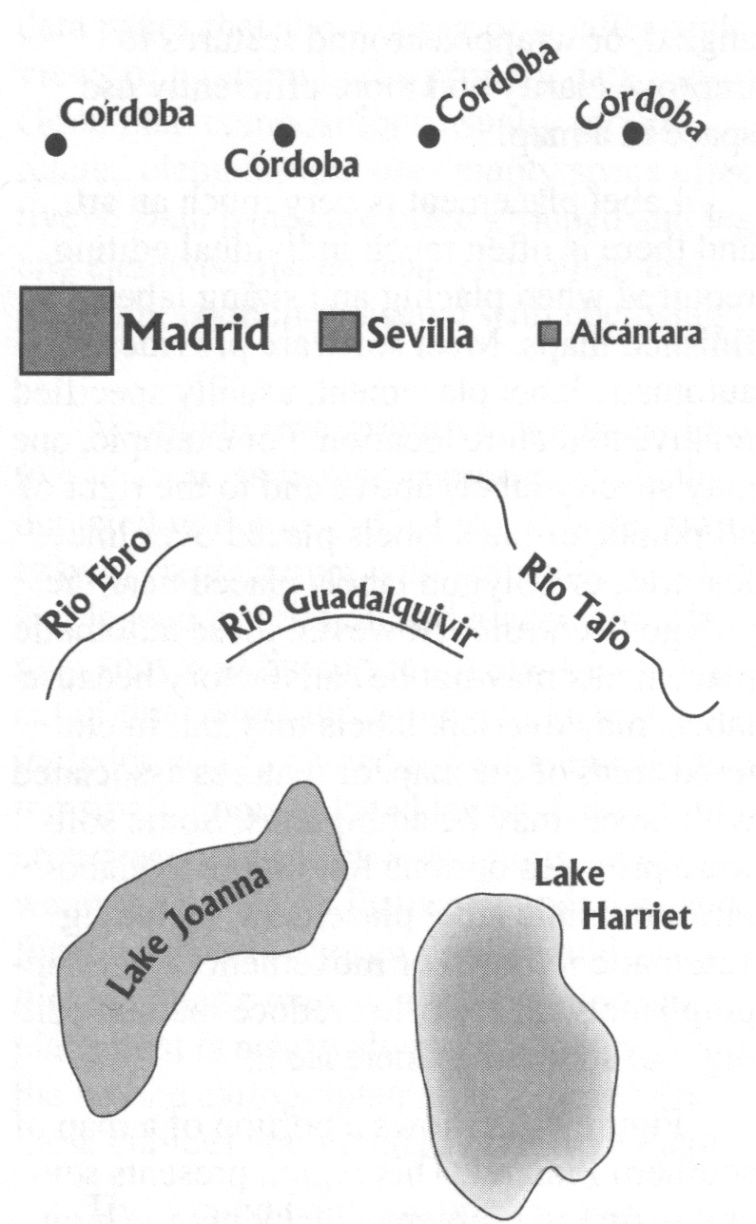 Córdoba
Córdoba
Córdoba
Córdoba
Madrid
Sevilla
Alcántara
Rio Ebro
Rio Guadalquivir
Rio Tajo
Lake Joanna
Lake
Harriet